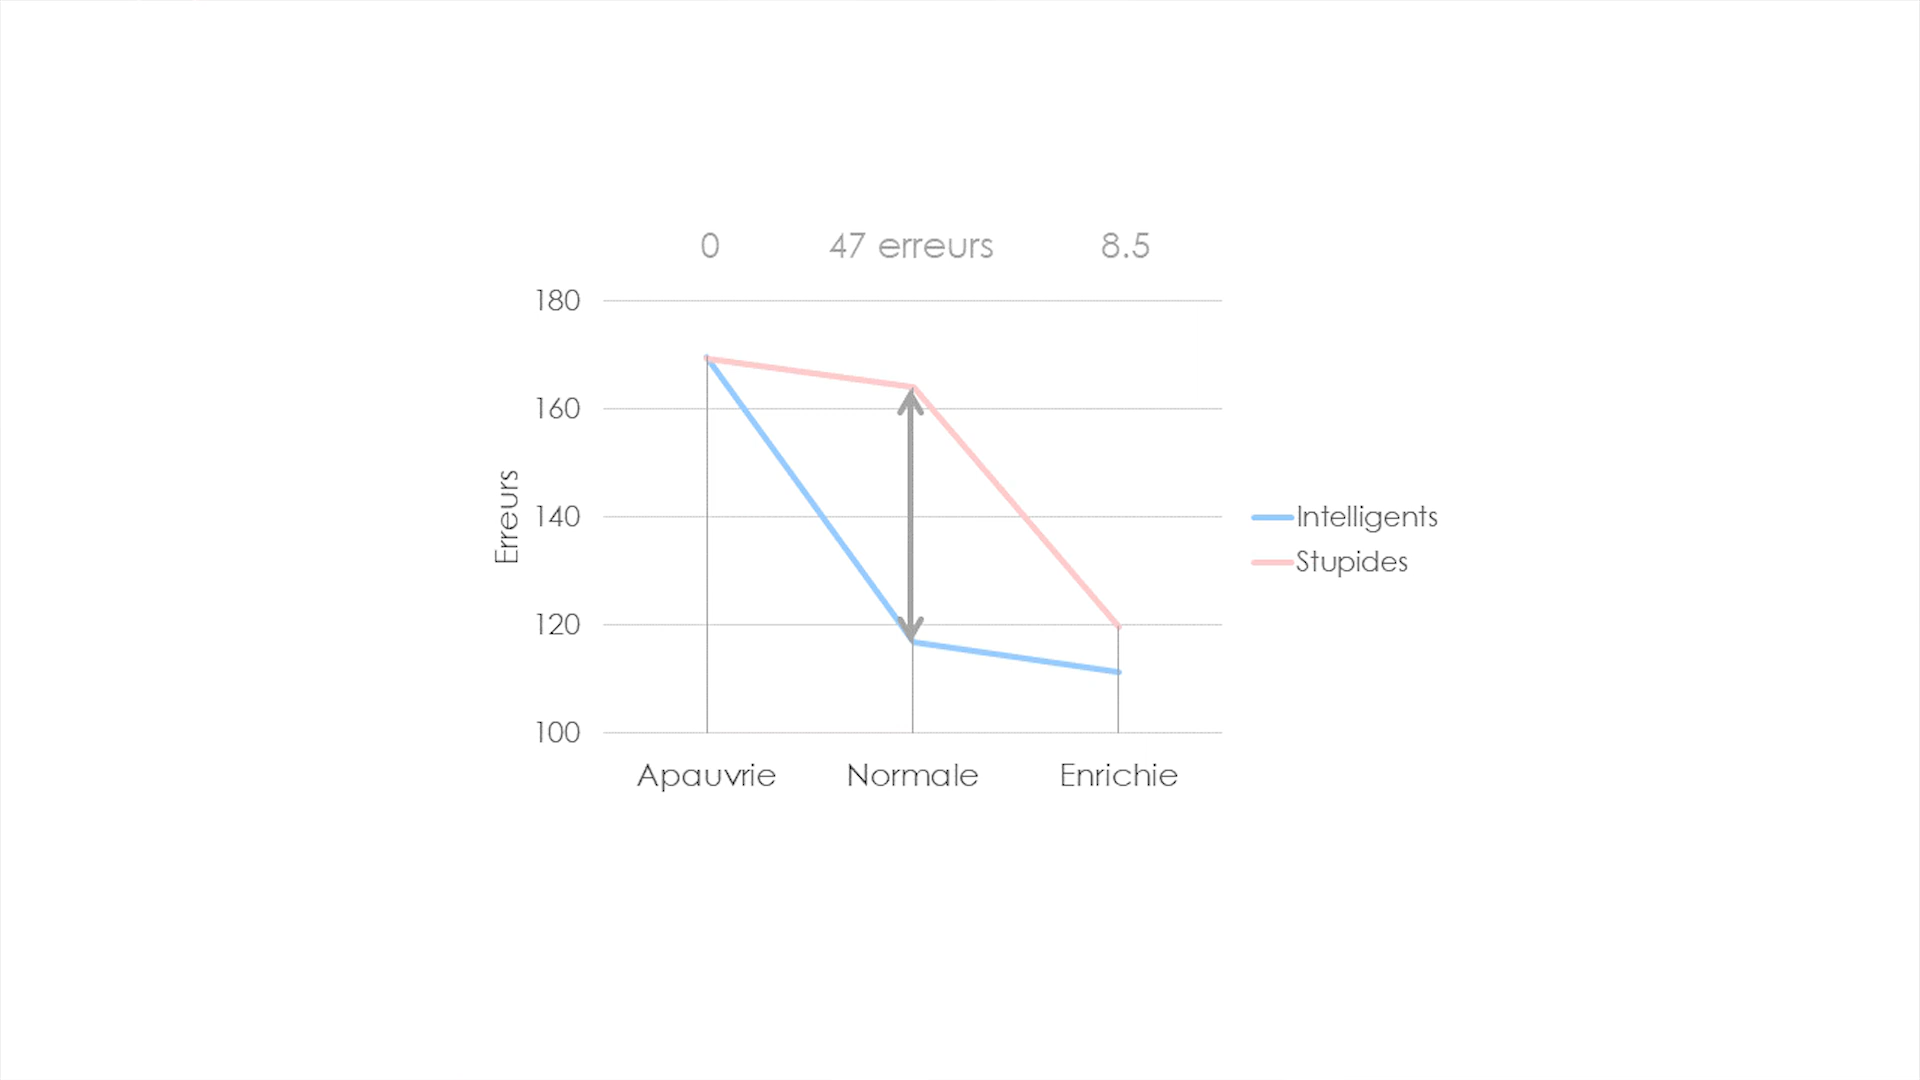 0 47 erreurs 8.5
180
160
140
120
100
Erreurs
Apauvrie Normale Enrichie
Intelligents
Stupides